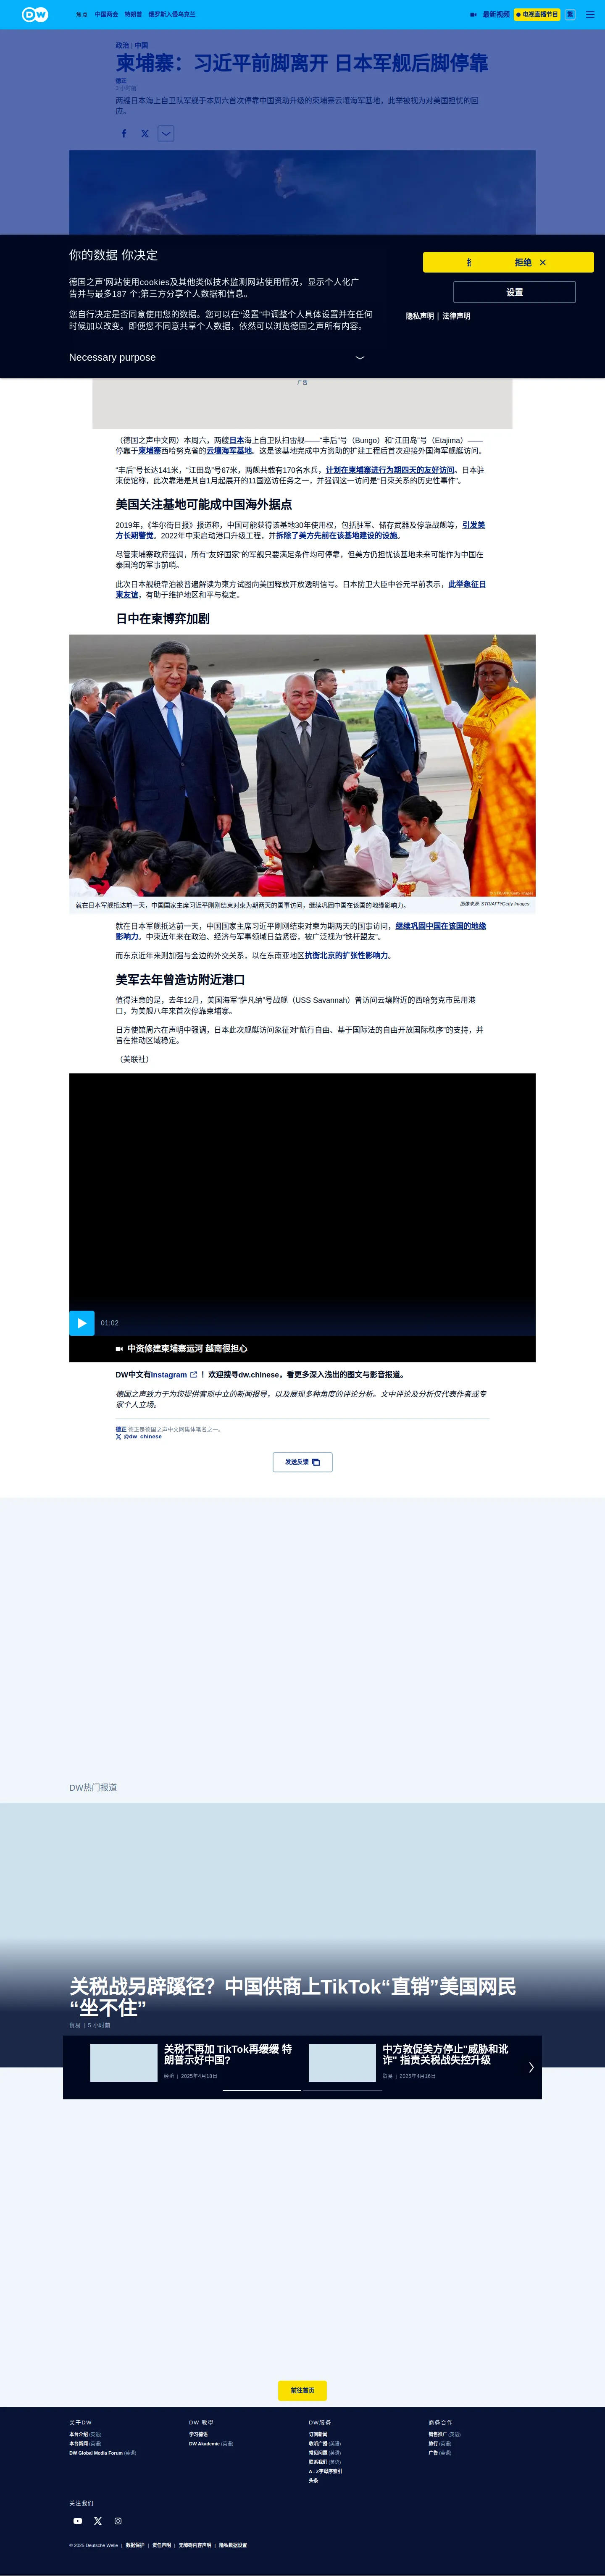 DW
焦点 中国两会 特朗普 俄罗斯入侵乌克兰 最新视频 电视直播节目 繁
政治 | 中国
柬埔寨：习近平前脚离开 日本军舰后脚停靠
德正
7 小时前
两艘日本海上自卫队军舰于本周六首次停靠中国资助升级的柬埔寨云壤海军基地，此举被视为对美国担忧的回
应。
你的数据 你决定
拒绝
德国之声'网站使用cookies及其他类似技术监测网站使用情况，显示个人化广
告并与最多187 个;第三方分享个人数据和信息。
设置
您自行决定是否同意使用您的数据。您可以在"设置"中调整个人具体设置并在任何
时候加以改变。即便您不同意共享个人数据，依然可以浏览德国之声所有内容。
隐私声明 | 法律声明
Necessary purpose
广告
（德国之声中文网）本周六，两艘日本海上自卫队扫雷舰——“丰后”号（Bungo）和“江田岛”号（Etajima）——
停靠于柬埔寨西哈努克省的云壤海军基地。这是该基地完成中方资助的扩建工程后首次迎接外国海军舰艇访问。
“丰后”号长达141米，“江田岛”号67米，两舰共载有170名水兵，计划在柬埔寨进行为期四天的友好访问。日本驻
柬使馆称，此次靠港是其自1月起展开的11国巡访任务之一，并强调这一访问是“日柬关系的历史性事件”。
美国关注基地可能成中国海外据点
2019年，《华尔街日报》报道称，中国可能获得该基地30年使用权，包括驻军、储存武器及停靠战舰等，引发美
方长期警觉。2022年中柬启动港口升级工程，并拆除了美方先前在该基地建设的设施。
尽管柬埔寨政府强调，所有“友好国家”的军舰只要满足条件均可停靠，但美方仍担忧该基地未来可能作为中国在
泰国湾的军事前哨。
此次日本舰艇靠泊被普遍解读为柬方试图向美国释放开放透明信号。日本防卫大臣中谷元早前表示，此举象征日
柬友谊，有助于维护地区和平与稳定。
日中在柬博弈加剧
就在日本军舰抵达前一天，中国国家主席习近平刚刚结束对柬为期两天的国事访问，继续巩固中国在该国的地缘影响力。
图像来源: STR/AFP/Getty Images
就在日本军舰抵达前一天，中国国家主席习近平刚刚结束对柬为期两天的国事访问，继续巩固中国在该国的地缘
影响力。中柬近年来在政治、经济与军事领域日益紧密，被广泛视为“铁杆盟友”。
而东京近年来则加强与金边的外交关系，以在东南亚地区抗衡北京的扩张性影响力。
美军去年曾造访附近港口
值得注意的是，去年12月，美国海军“萨凡纳”号战舰（USS Savannah）曾访问云壤附近的西哈努克市民用港
口，为美舰八年来首次停靠柬埔寨。
日方使馆周六在声明中强调，日本此次舰艇访问象征对“航行自由、基于国际法的自由开放国际秩序”的支持，并
旨在推动区域稳定。
（美联社）
01:02
中资修建柬埔寨运河 越南很担心
DW中文有Instagram ！欢迎搜寻dw.chinese，看更多深入浅出的图文与影音报道。
德国之声致力于为您提供客观中立的新闻报导，以及展现多种角度的评论分析。文中评论及分析仅代表作者或专
家个人立场。
德正 德正是德国之声中文网集体笔名之一。
@dw_chinese
发送反馈
DW热门报道
关税战另辟蹊径？中国供商上TikTok“直销”美国网民
“坐不住”
贸易 | 5 小时前
关税不再加 TikTok再缓缓 特
朗普示好中国?
经济 | 2025年4月18日
中方敦促美方停止"威胁和讹
诈" 指责关税战失控升级
贸易 | 2025年4月16日
前往首页
关于DW
本台介绍 (英语)
本台新闻 (英语)
DW Global Media Forum (英语)
DW 教學
学习德语
DW Akademie (英语)
DW服务
订阅新闻
收听广播 (英语)
常见问题 (英语)
联系我们 (英语)
A - Z字母序索引
头条
商务合作
销售推广 (英语)
旅行 (英语)
广告 (英语)
关注我们
© 2025 Deutsche Welle | 数据保护 | 责任声明 | 无障碍内容声明 | 隐私数据设置